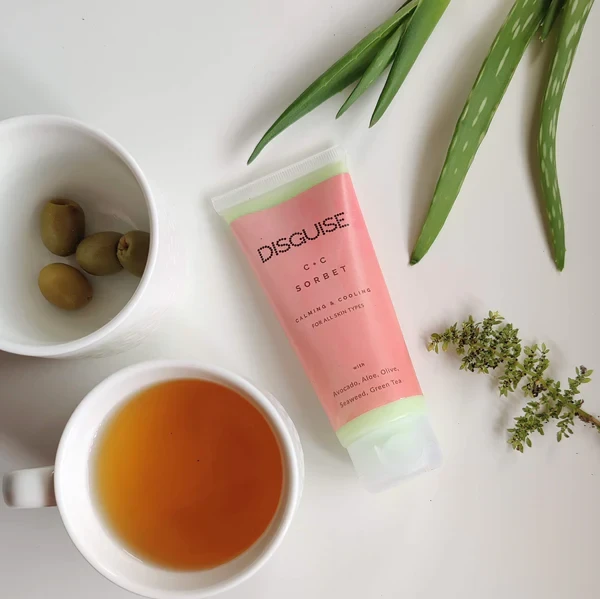 DISGUISE
C+C
SORBET
CALMING & COOLING
FOR ALL SKIN TYPES
with
Avocado, Aloe, Olive,
Seaweed, Green Tea